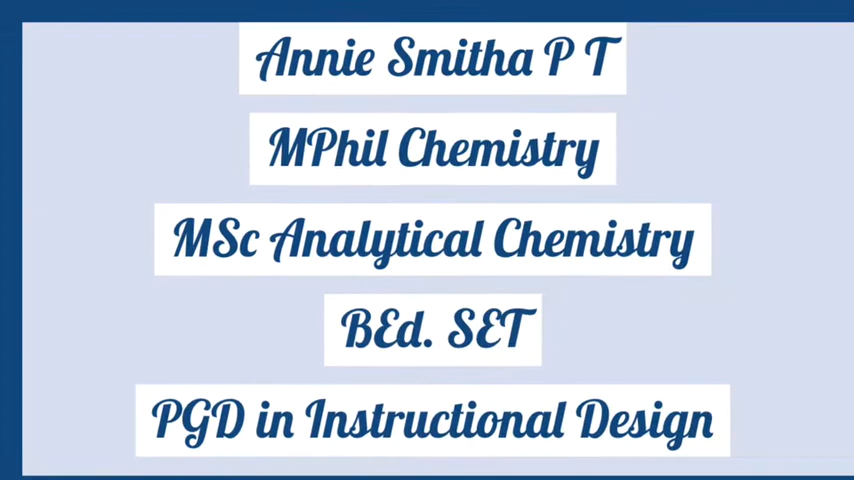 Annie Smitha P T
MPhil Chemistry
MSc Analytical Chemistry
BEd. SET
PGD in Instructional Design